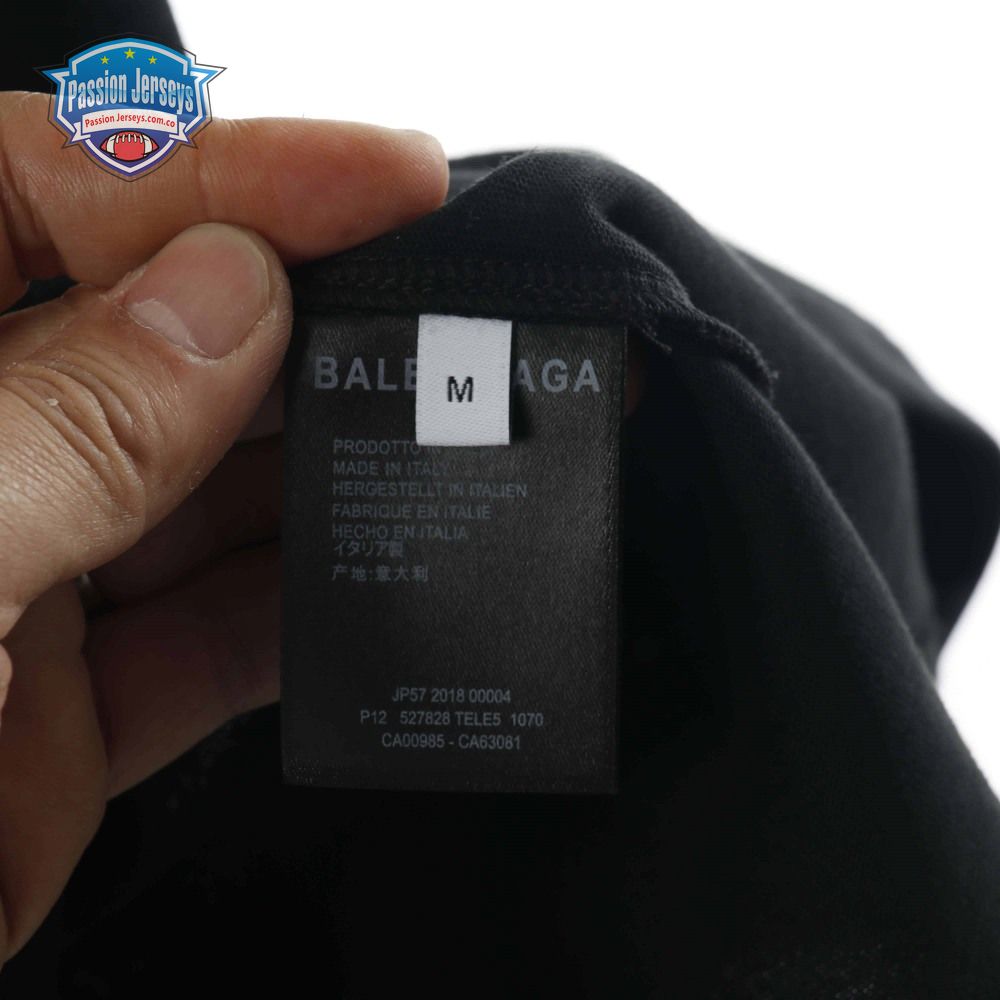 Passion Jerseys
Passion Jerseys.com.co
BALE AGA
M
PRODOTTO
MADE IN ITALY
HERGESTELLT IN ITALIEN
FABRIQUE EN ITALIE
HECHO EN ITALIA
イタリア製
产地:意大利
JP57 2018 00004
P12 527828 TELE5 1070
CA00985 - CA63081